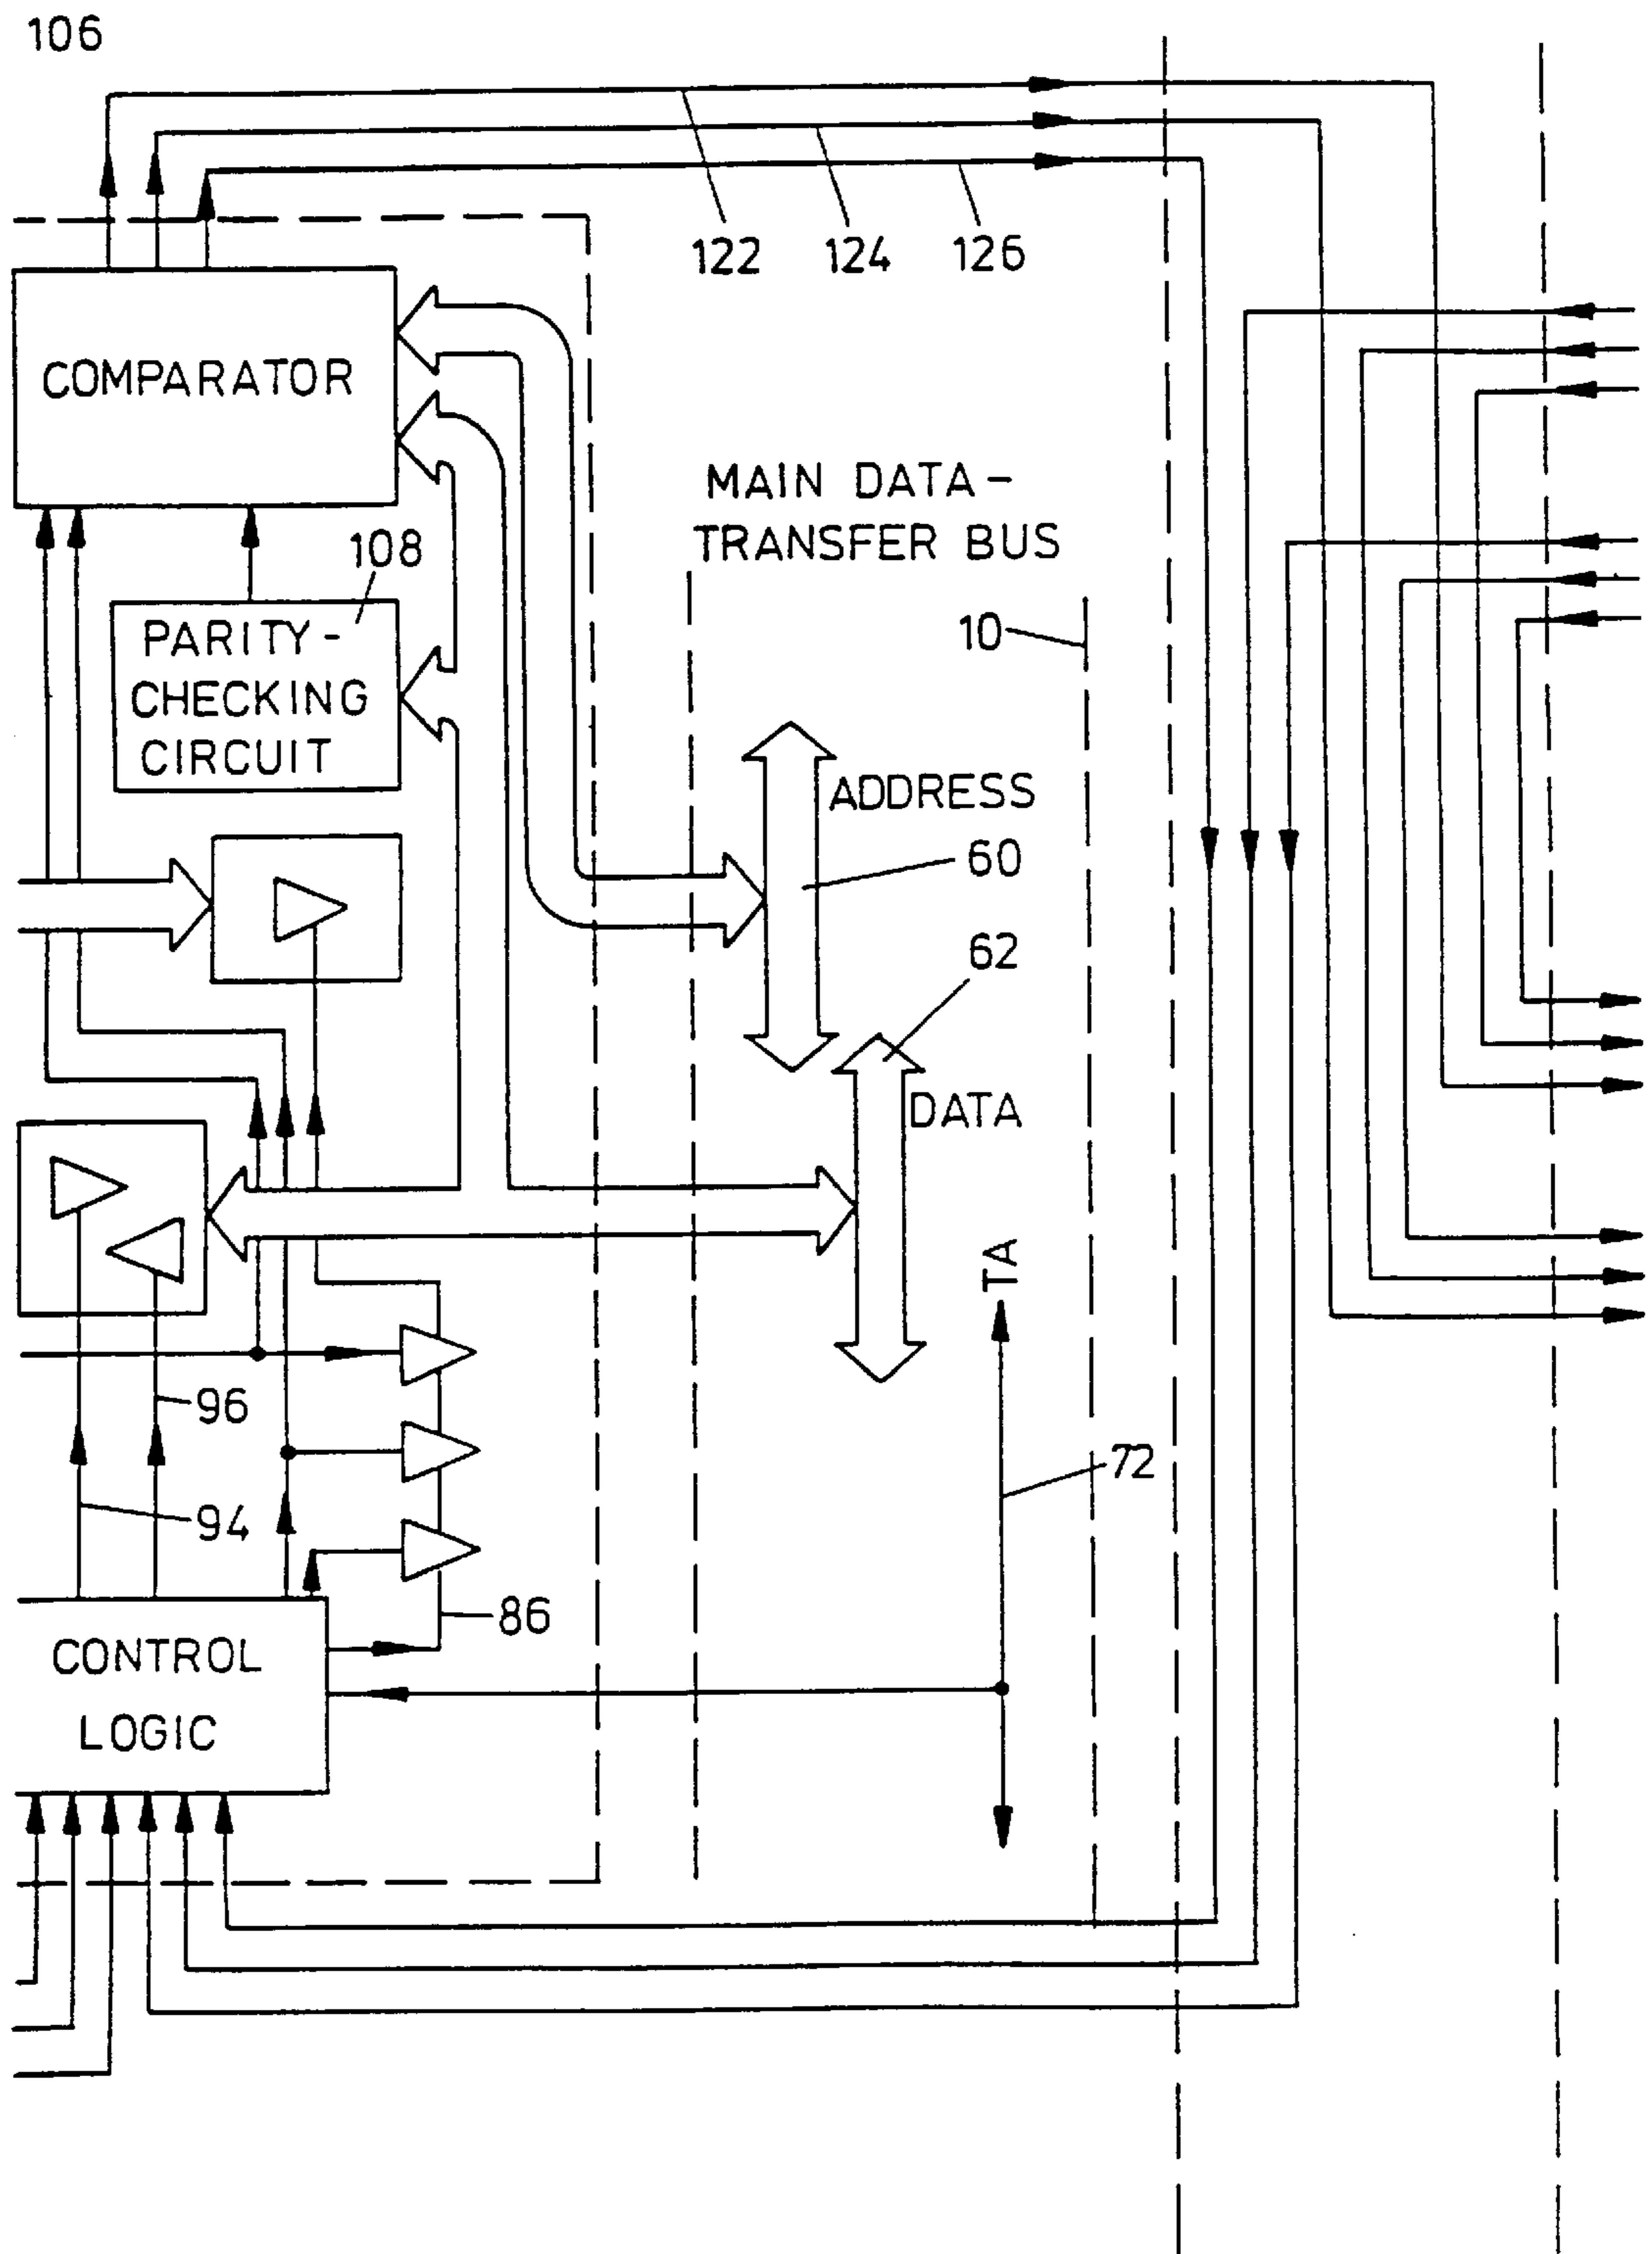 106
122
124
126
COMPARATOR
MAIN DATA-
TRANSFER BUS
108
PARITY-
CHECKING
CIRCUIT
10
ADDRESS
60
62
DATA
TA
96
72
94
86
CONTROL
LOGIC